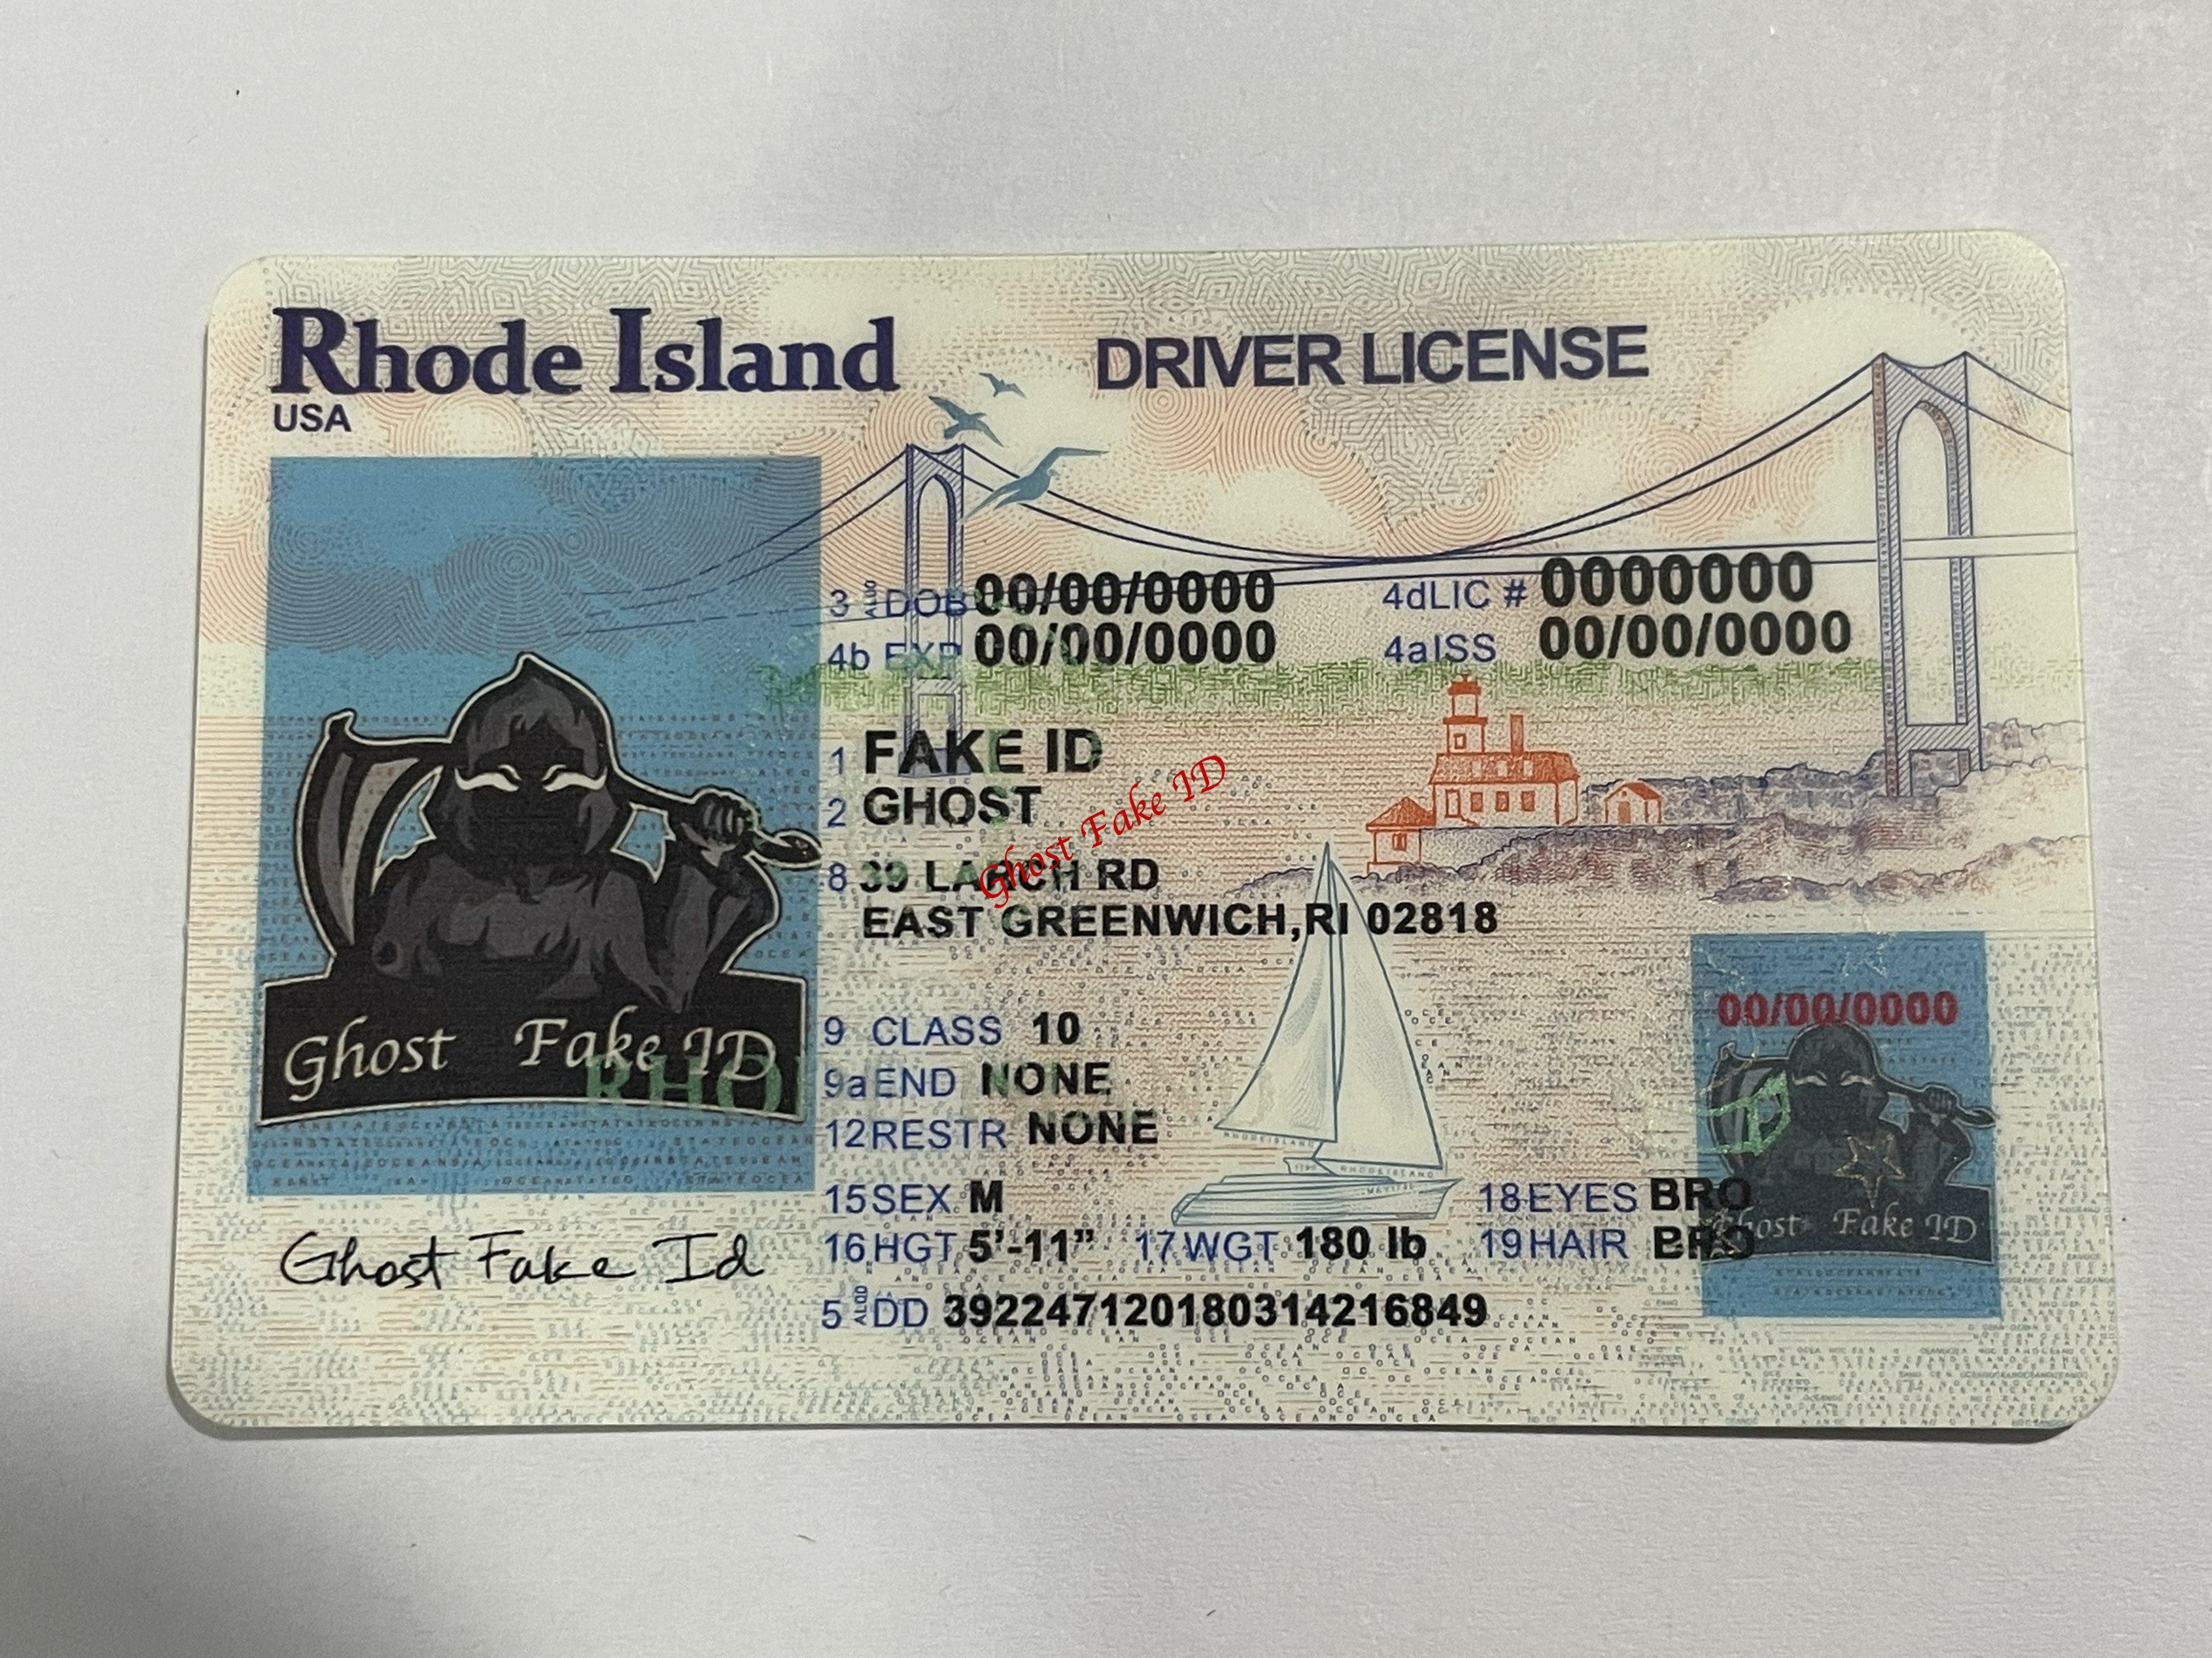 Rhode Island
USA
DRIVER LICENSE
3 DOB 00/00/0000
4d LIC # 0000000
4b EXP 00/00/0000
4a ISS 00/00/0000
1 FAKE ID
2 GHOST
Ghost Fake ID
8 39 LARCH RD
EAST GREENWICH,RI 02818
Ghost Fake ID
RHO
9 CLASS 10
9a END NONE
12 RESTR NONE
15 SEX M
18 EYES BRO
16 HGT 5'-11”
17 WGT 180 lb
19 HAIR BRO
5 DD 392247120180314216849
Ghost Fake Id
00/00/0000
Ghost Fake ID
RHODEISLAND
RHODEISLAND